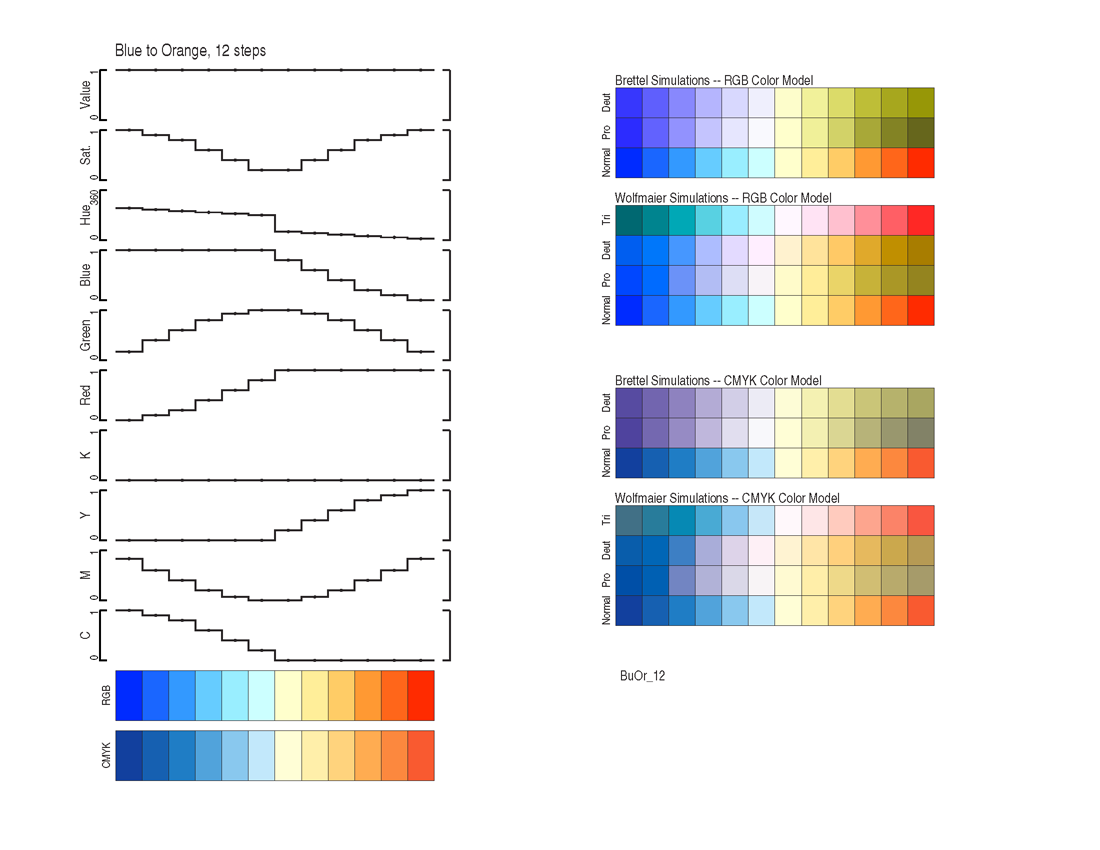 Blue to Orange, 12 steps
Value 0 1
Sat. 0 1
Hue 0 360
Blue 0 1
Green 0 1
Red 0 1
K 0 1
Y 0 1
M 0 1
C 0 1
RGB
CMYK
Brettel Simulations -- RGB Color Model
Deut
Pro
Normal
Wolfmaier Simulations -- RGB Color Model
Tri
Deut
Pro
Normal
Brettel Simulations -- CMYK Color Model
Deut
Pro
Normal
Wolfmaier Simulations -- CMYK Color Model
Tri
Deut
Pro
Normal
BuOr_12